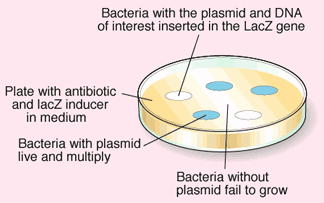 Bacteria with the plasmid and DNA
of interest inserted in the LacZ gene
Plate with antibiotic
and lacZ inducer
in medium
Bacteria with plasmid
live and multiply
Bacteria without
plasmid fail to grow